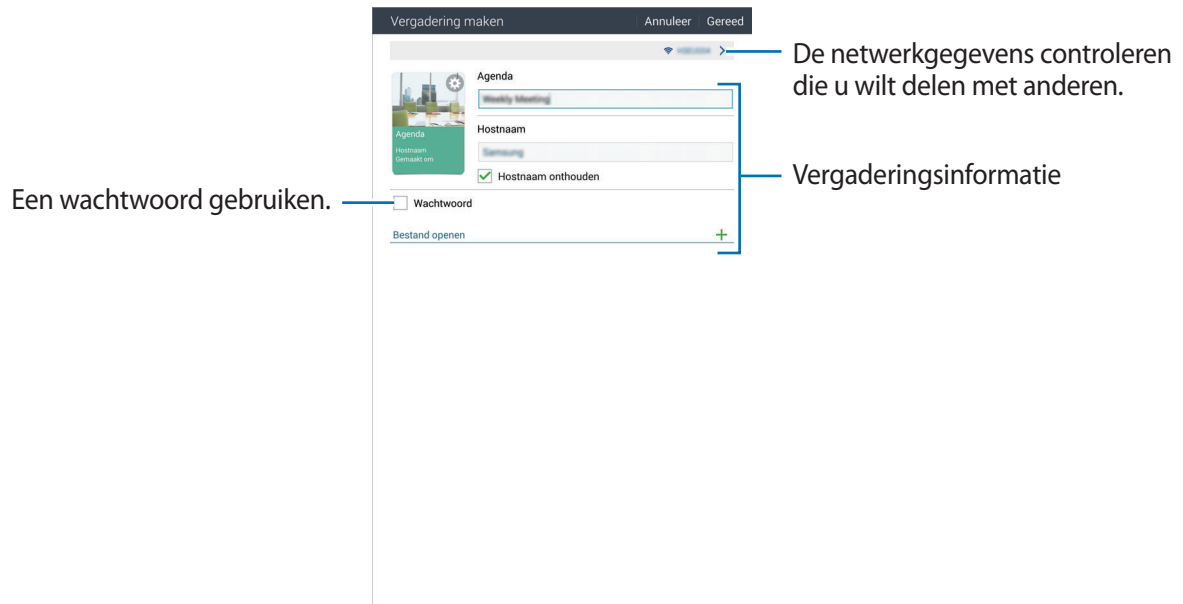 Vergadering maken Annuleer Gereed
De netwerkgegevens controleren
die u wilt delen met anderen.
Agenda
Weekly Meeting
Agenda
Hostnaam
Gemaakt om
Hostnaam
Samsung
Hostnaam onthouden
Vergaderingsinformatie
Een wachtwoord gebruiken.
Wachtwoord
Bestand openen